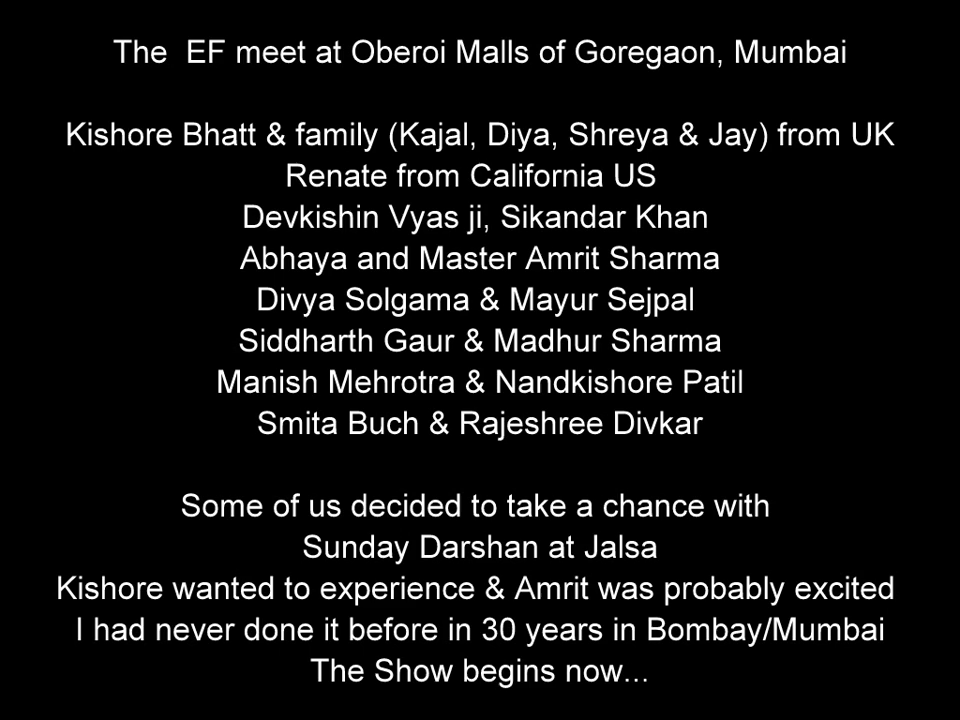 The  EF meet at Oberoi Malls of Goregaon, Mumbai
Kishore Bhatt & family (Kajal, Diya, Shreya & Jay) from UK
Renate from California US
Devkishin Vyas ji, Sikandar Khan
Abhaya and Master Amrit Sharma
Divya Solgama & Mayur Sejpal
Siddharth Gaur & Madhur Sharma
Manish Mehrotra & Nandkishore Patil
Smita Buch & Rajeshree Divkar
Some of us decided to take a chance with
Sunday Darshan at Jalsa
Kishore wanted to experience & Amrit was probably excited
I had never done it before in 30 years in Bombay/Mumbai
The Show begins now...